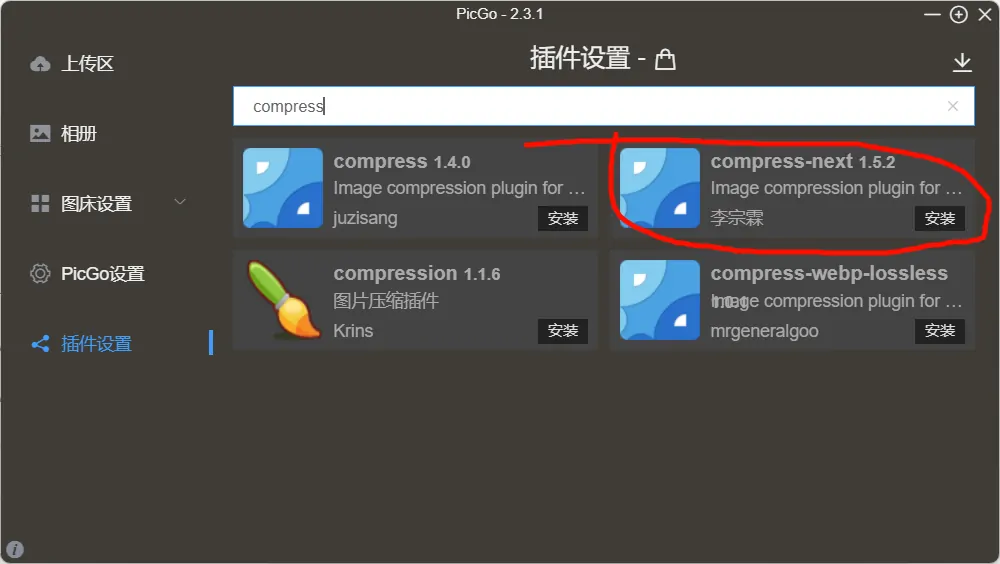 PicGo - 2.3.1
上传区
相册
图床设置
PicGo设置
插件设置
插件设置 -
compress
compress 1.4.0
Image compression plugin for …
juzisang
安装
compress-next 1.5.2
Image compression plugin for …
李宗霖
安装
compression 1.1.6
图片压缩插件
Krins
安装
compress-webp-lossless
1.0.1
Image compression plugin for …
mrgeneralgoo
安装